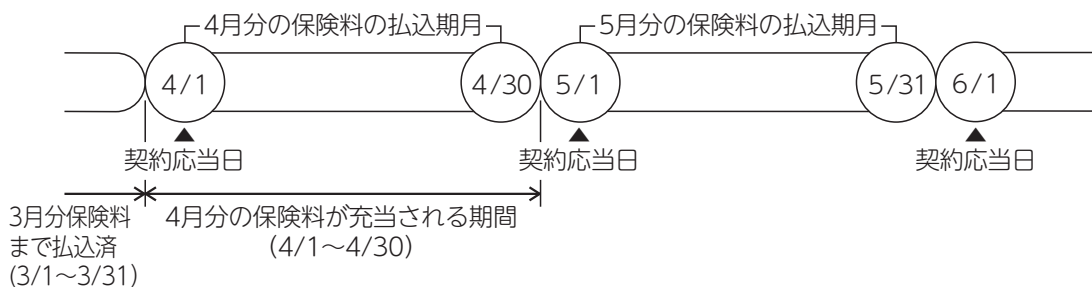 4月分の保険料の払込期月
5月分の保険料の払込期月
4/1
4/30
5/1
5/31
6/1
契約応当日
契約応当日
契約応当日
3月分保険料
まで払込済
(3/1～3/31)
4月分の保険料が充当される期間
(4/1～4/30)